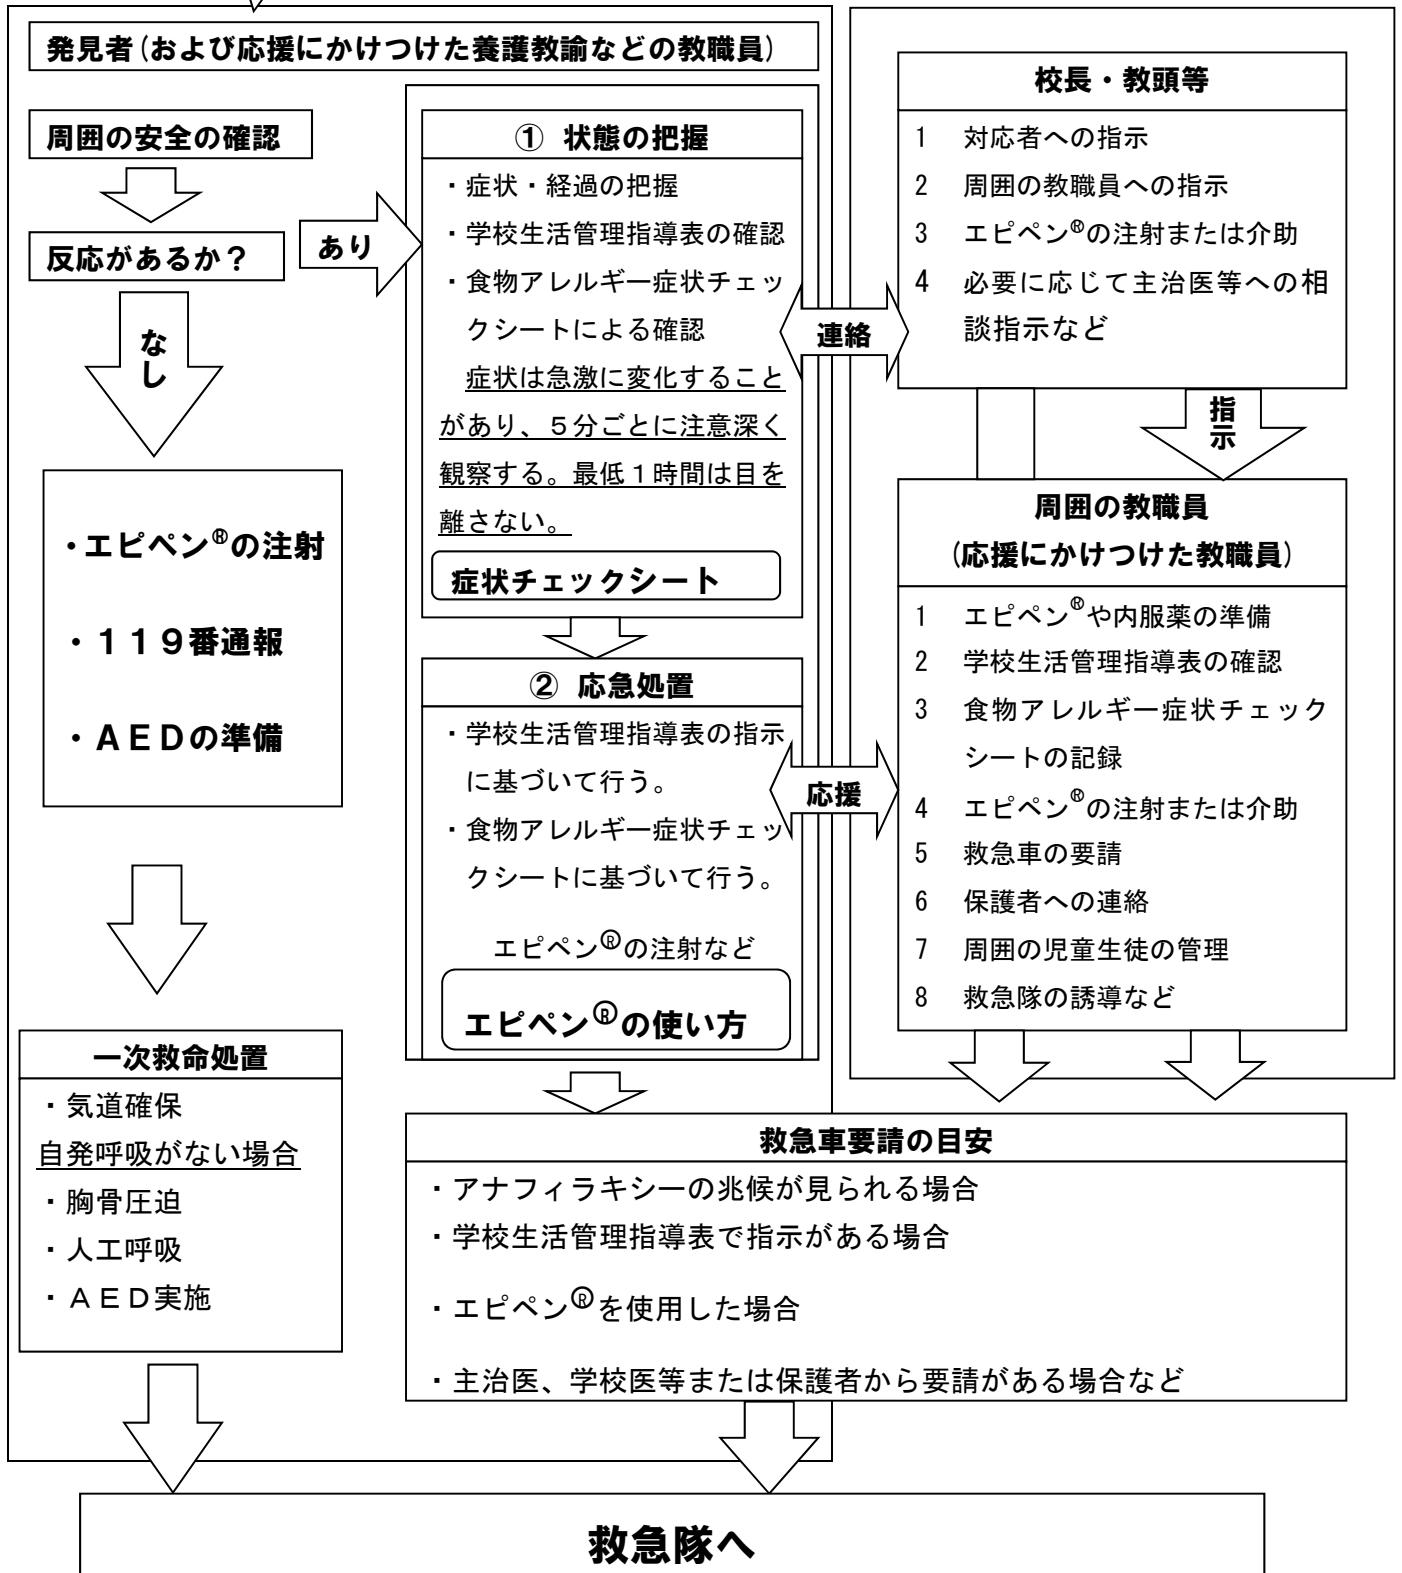 発見者(および応援にかけつけた養護教諭などの教職員)
周囲の安全の確認
反応があるか?
あり
なし
・エピペン®の注射
・119番通報
・AEDの準備
一次救命処置
・気道確保
自発呼吸がない場合
・胸骨圧迫
・人工呼吸
・AED実施
① 状態の把握
・症状・経過の把握
・学校生活管理指導表の確認
・食物アレルギー症状チェッ
クシートによる確認
症状は急激に変化すること
があり、5分ごとに注意深く
観察する。最低1時間は目を
離さない。
症状チェックシート
② 応急処置
・学校生活管理指導表の指示
に基づいて行う。
・食物アレルギー症状チェッ
クシートに基づいて行う。
エピペン®の注射など
エピペン®の使い方
連絡
応援
校長・教頭等
1 対応者への指示
2 周囲の教職員への指示
3 エピペン®の注射または介助
4 必要に応じて主治医等への相
談指示など
指示
周囲の教職員
(応援にかけつけた教職員)
1 エピペン®や内服薬の準備
2 学校生活管理指導表の確認
3 食物アレルギー症状チェック
シートの記録
4 エピペン®の注射または介助
5 救急車の要請
6 保護者への連絡
7 周囲の児童生徒の管理
8 救急隊の誘導など
救急車要請の目安
・アナフィラキシーの兆候が見られる場合
・学校生活管理指導表で指示がある場合
・エピペン®を使用した場合
・主治医、学校医等または保護者から要請がある場合など
救急隊へ